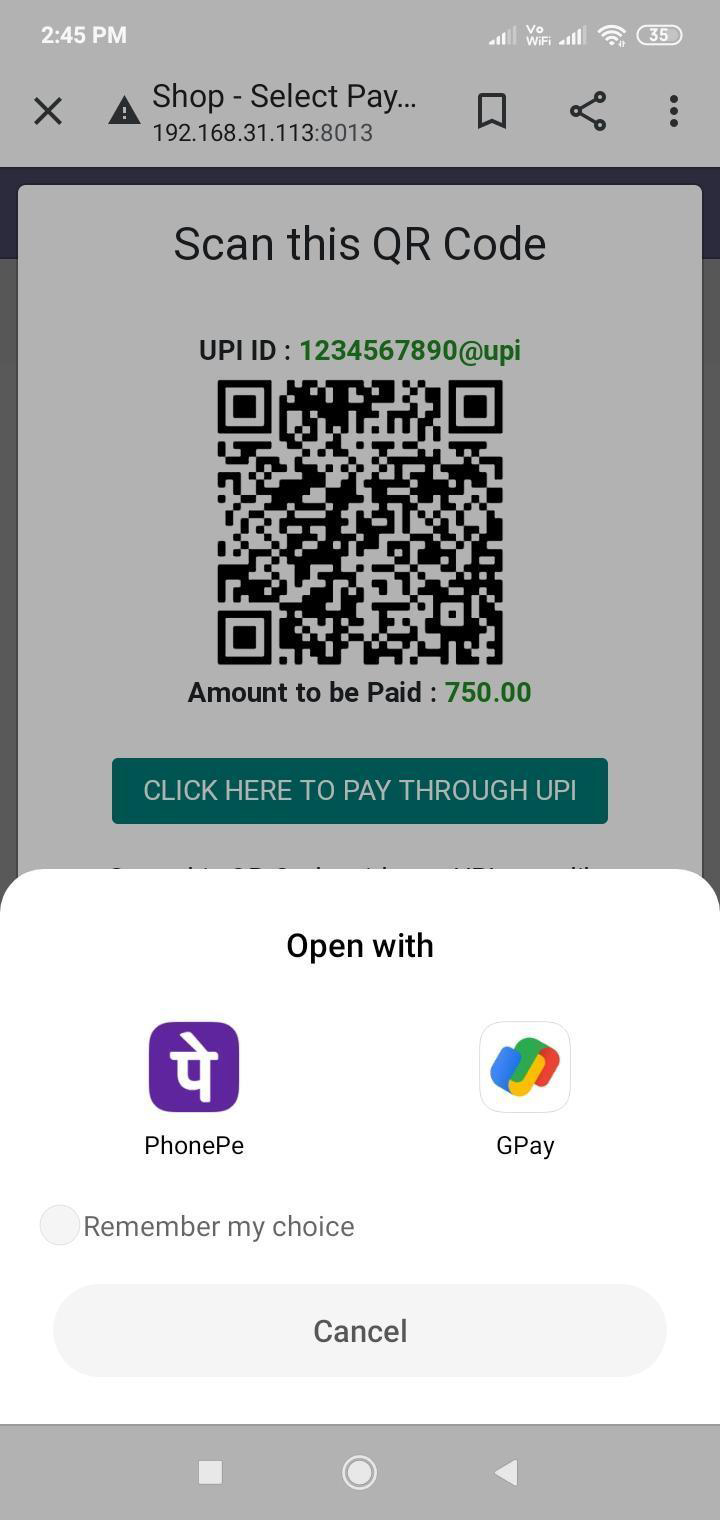 2:45 PM
Vo
WiFi
35
Shop - Select Pay...
192.168.31.113:8013
Scan this QR Code
UPI ID : 1234567890@upi
Amount to be Paid : 750.00
CLICK HERE TO PAY THROUGH UPI
Open with
पे
PhonePe
GPay
Remember my choice
Cancel